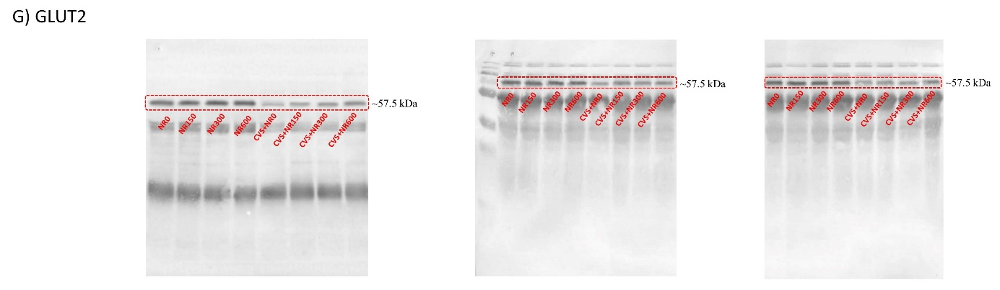 G) GLUT2
~57.5 kDa
NR0
NR150
NR300
NR600
CVS+NR0
CVS+NR150
CVS+NR300
CVS+NR600
~57.5 kDa
NR0
NR150
NR300
NR600
CVS+NR0
CVS+NR150
CVS+NR300
CVS+NR600
~57.5 kDa
NR0
NR150
NR300
NR600
CVS+NR0
CVS+NR150
CVS+NR300
CVS+NR600